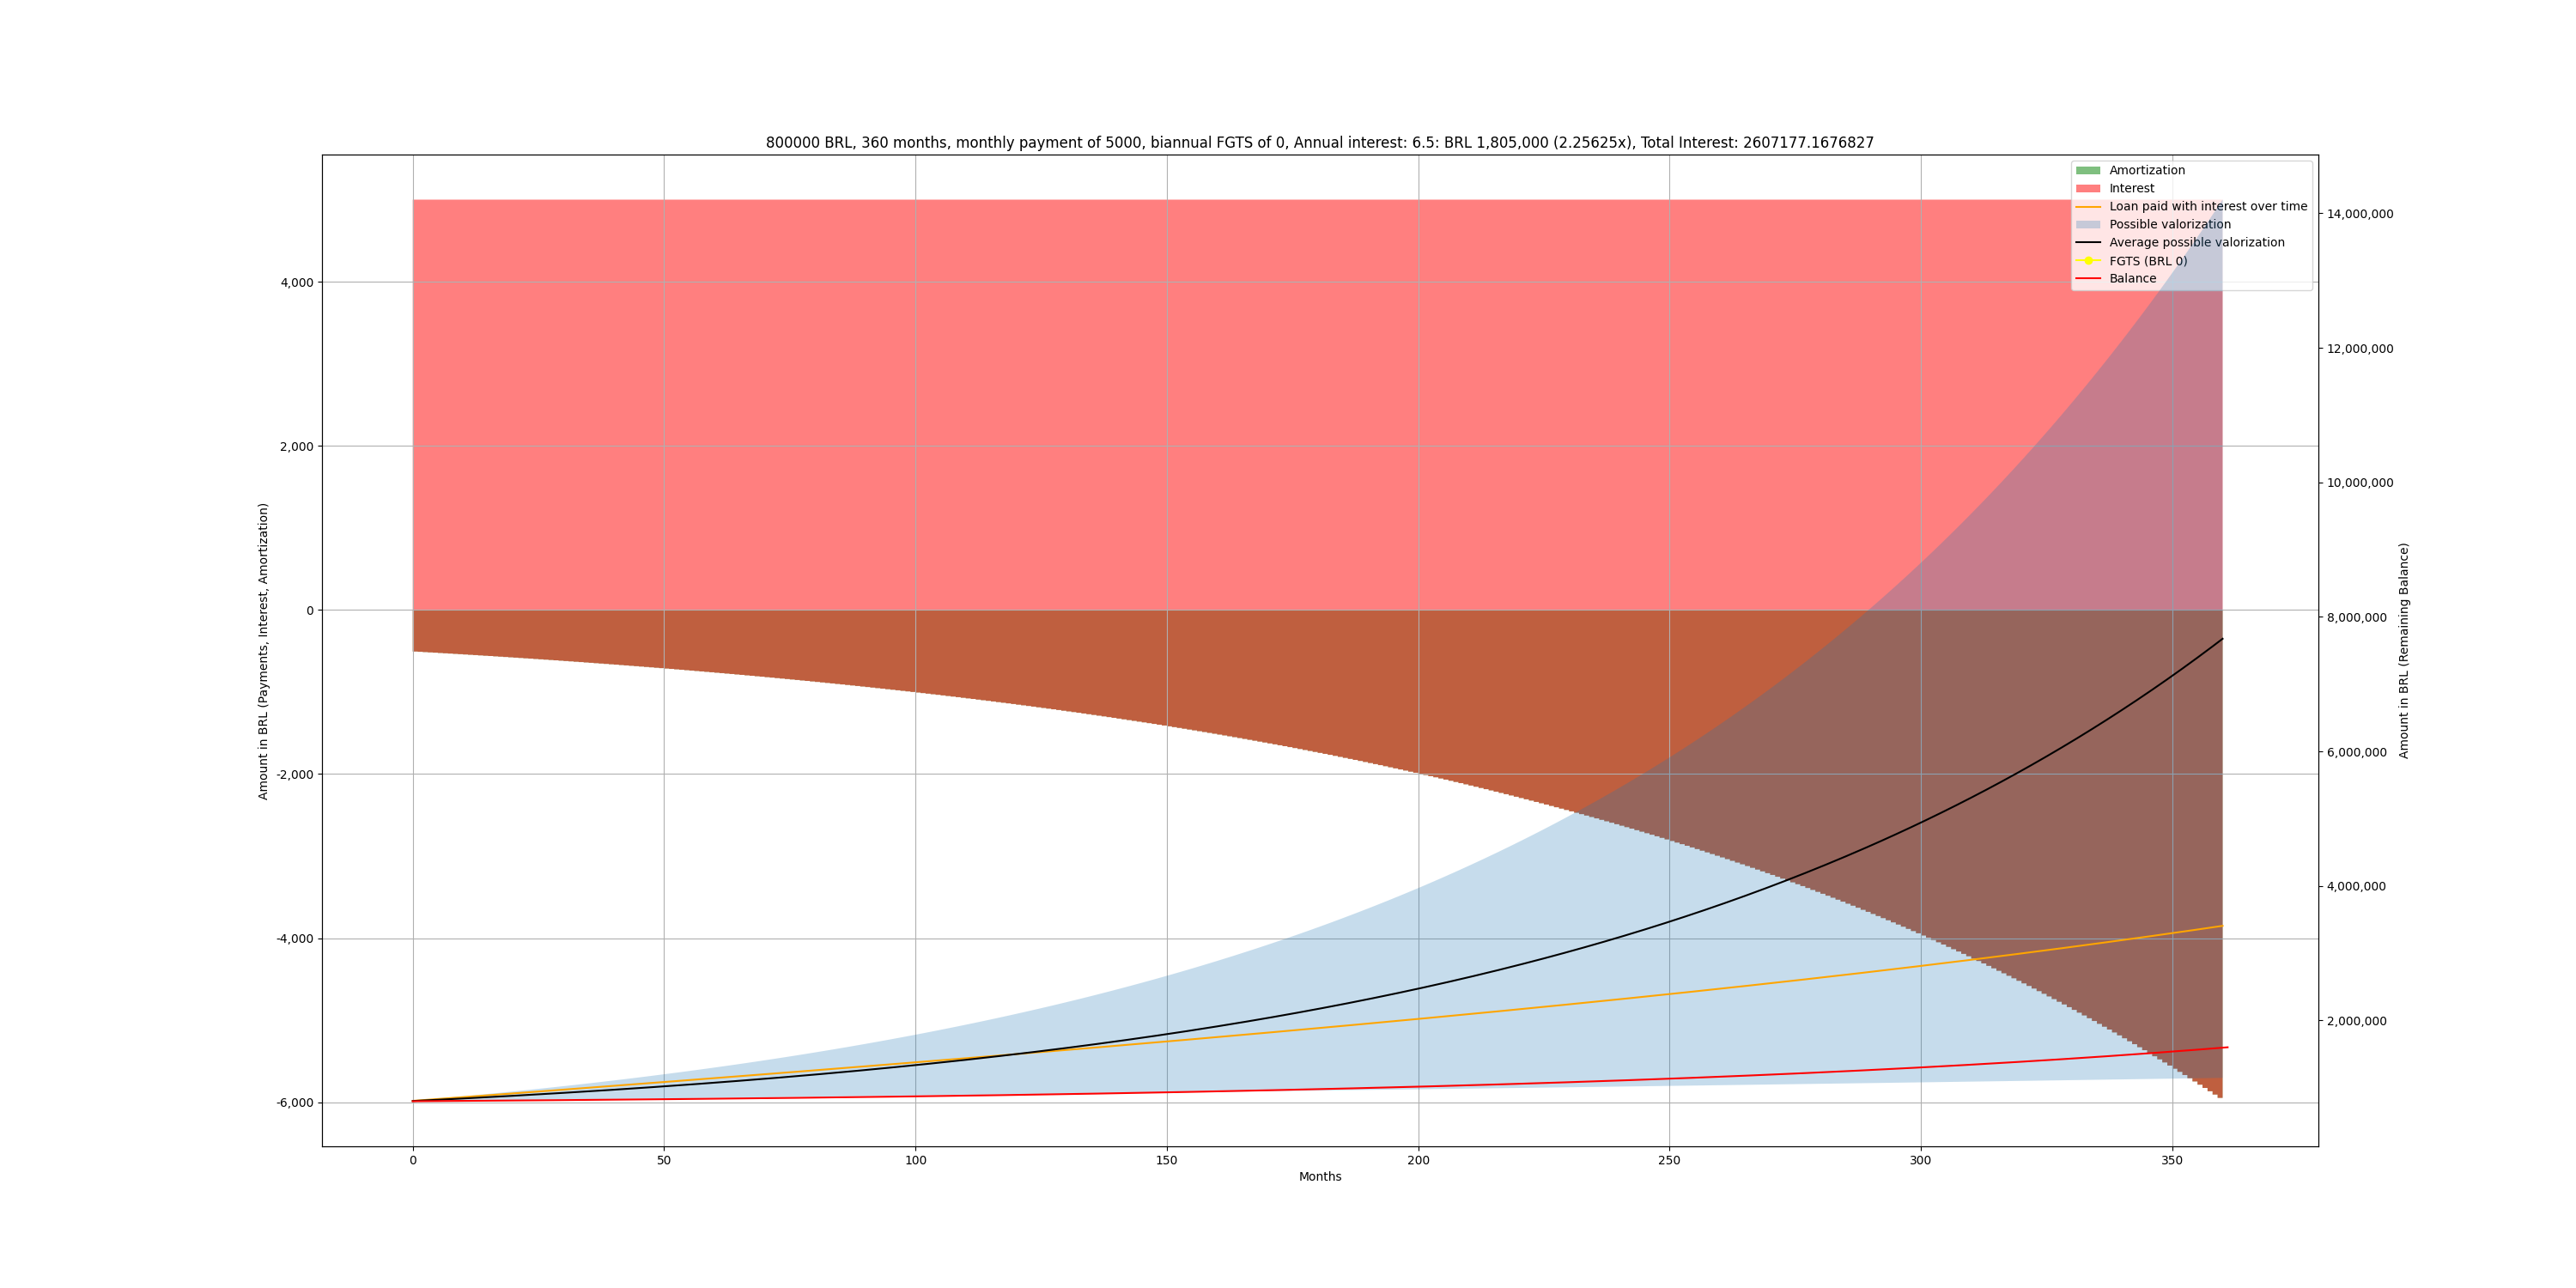 800000 BRL, 360 months, monthly payment of 5000, biannual FGTS of 0, Annual interest: 6.5: BRL 1,805,000 (2.25625x), Total Interest: 2607177.1676827
Amortization
Interest
Loan paid with interest over time
Possible valorization
Average possible valorization
FGTS (BRL 0)
Balance
Amount in BRL (Payments, Interest, Amortization)
4,000
2,000
0
-2,000
-4,000
-6,000
14,000,000
12,000,000
10,000,000
8,000,000
6,000,000
4,000,000
2,000,000
Amount in BRL (Remaining Balance)
0 50 100 150 200 250 300 350
Months